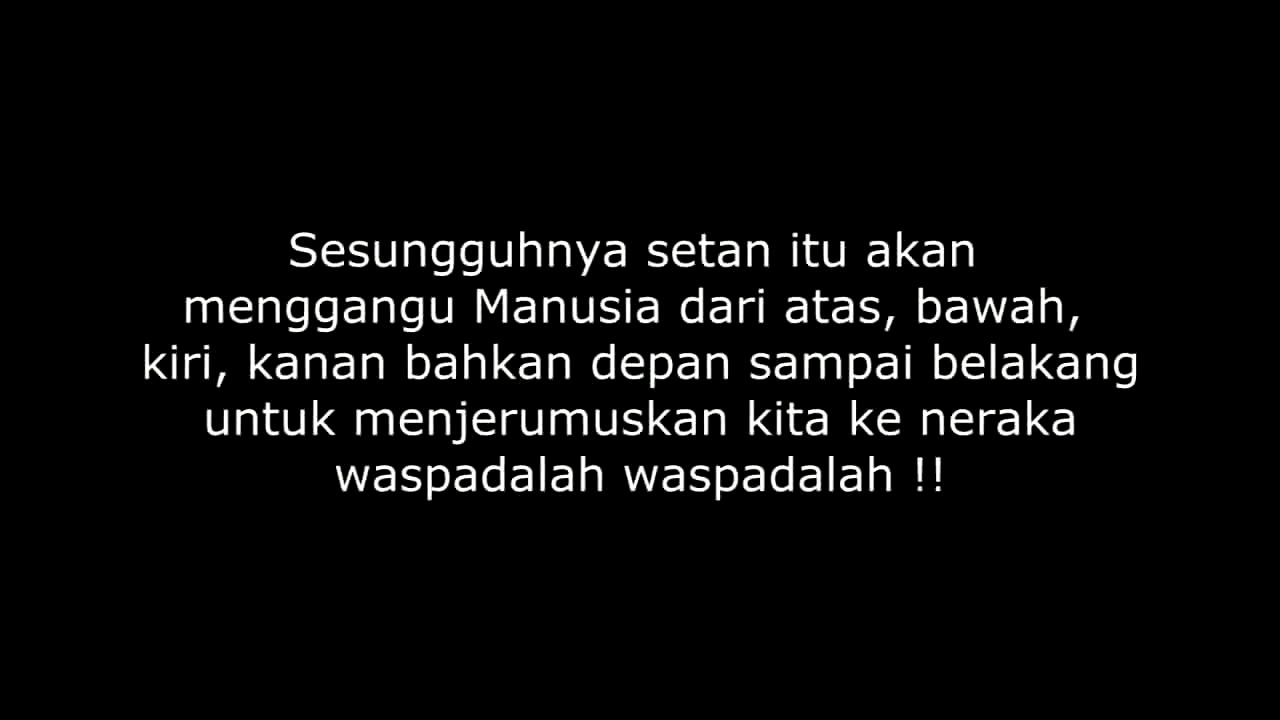 Sesungguhnya setan itu akan
menggangu Manusia dari atas, bawah,
kiri, kanan bahkan depan sampai belakang
untuk menjerumuskan kita ke neraka
waspadalah waspadalah !!